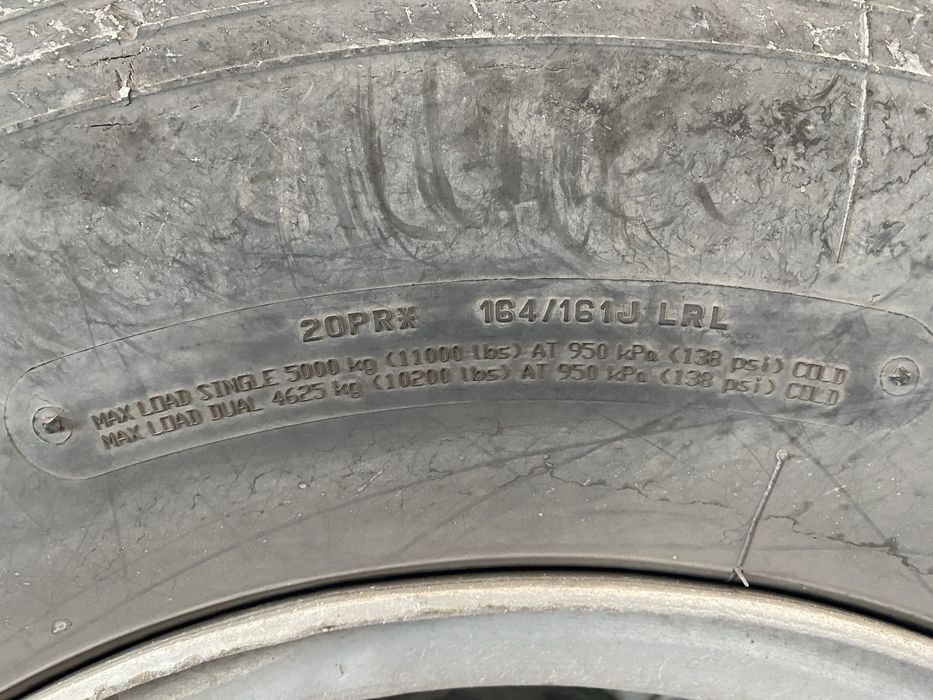 20PR* 164/161J LRL
MAX LOAD SINGLE 5000 kg (11000 lbs) AT 950 kPa (138 psi) COLD
MAX LOAD DUAL 4625 kg (10200 lbs) AT 950 kPa (138 psi) COLD